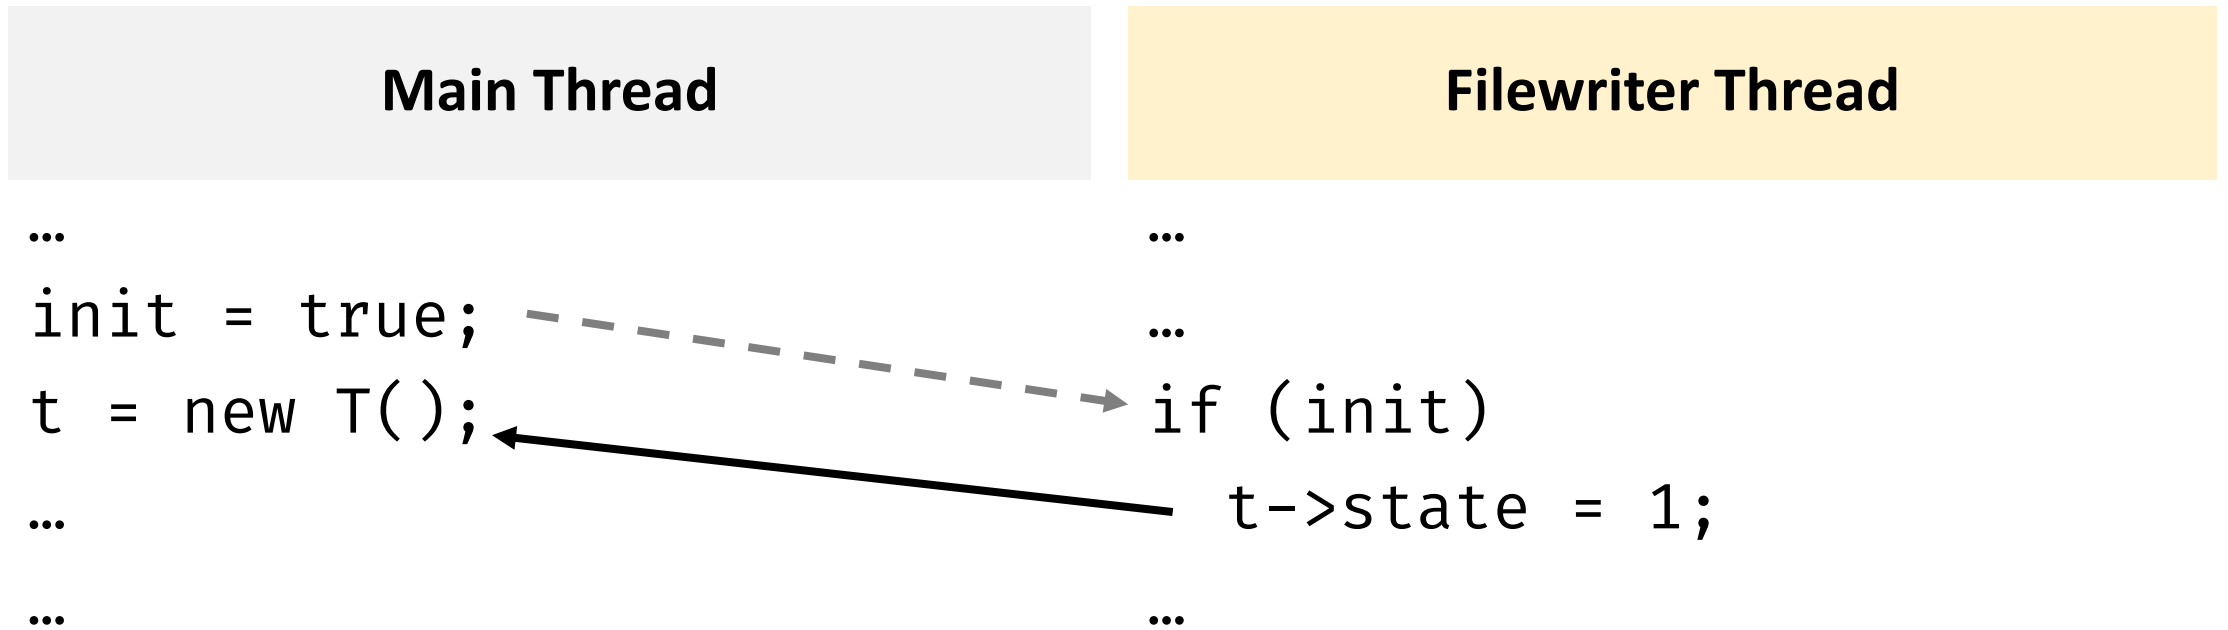 Main Thread
…
init = true;
t = new T();
…
…
Filewriter Thread
…
…
if (init)
t->state = 1;
…